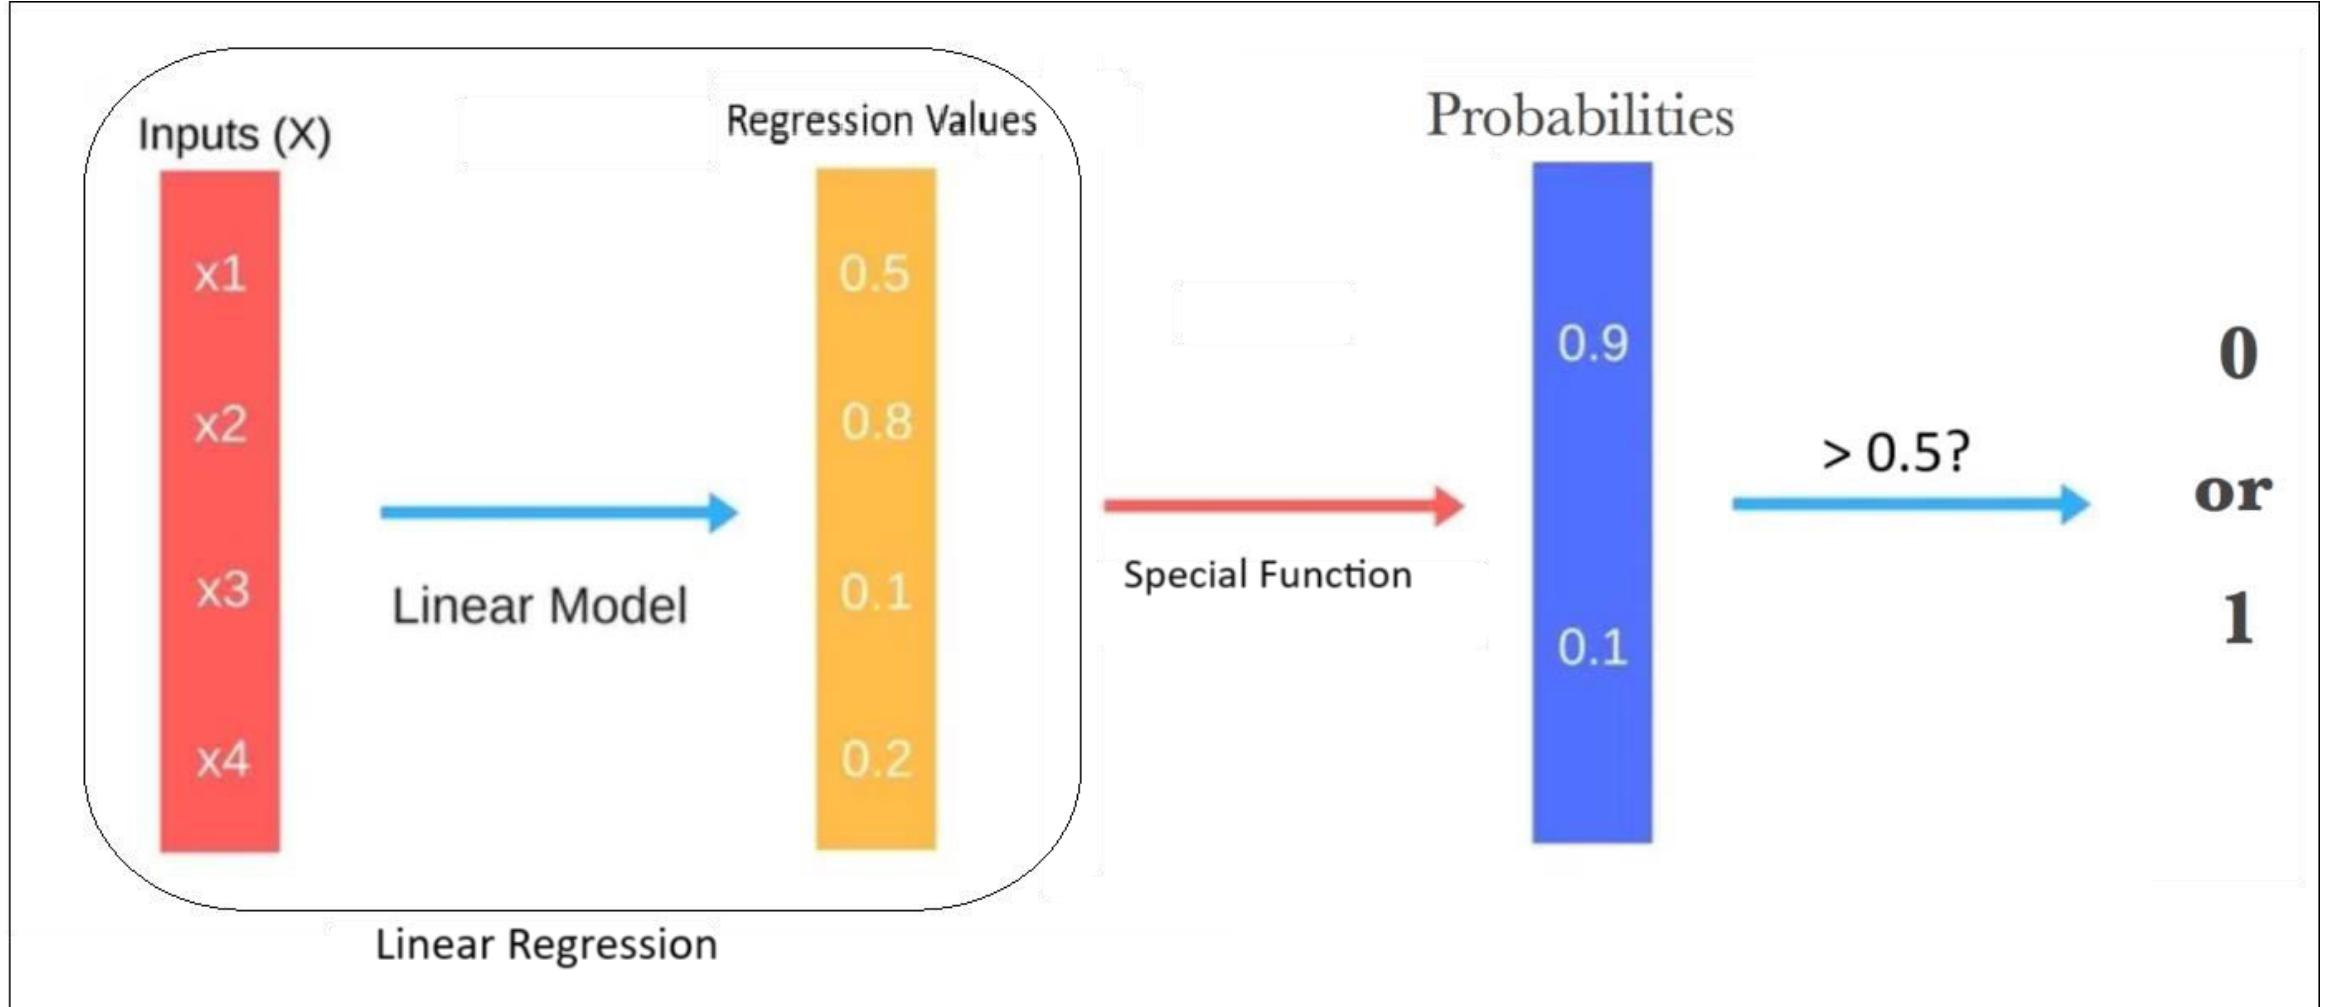 Inputs (X)
x1
x2
x3
x4
Linear Model
Regression Values
0.5
0.8
0.1
0.2
Linear Regression
Special Function
Probabilities
0.9
0.1
> 0.5?
0
or
1